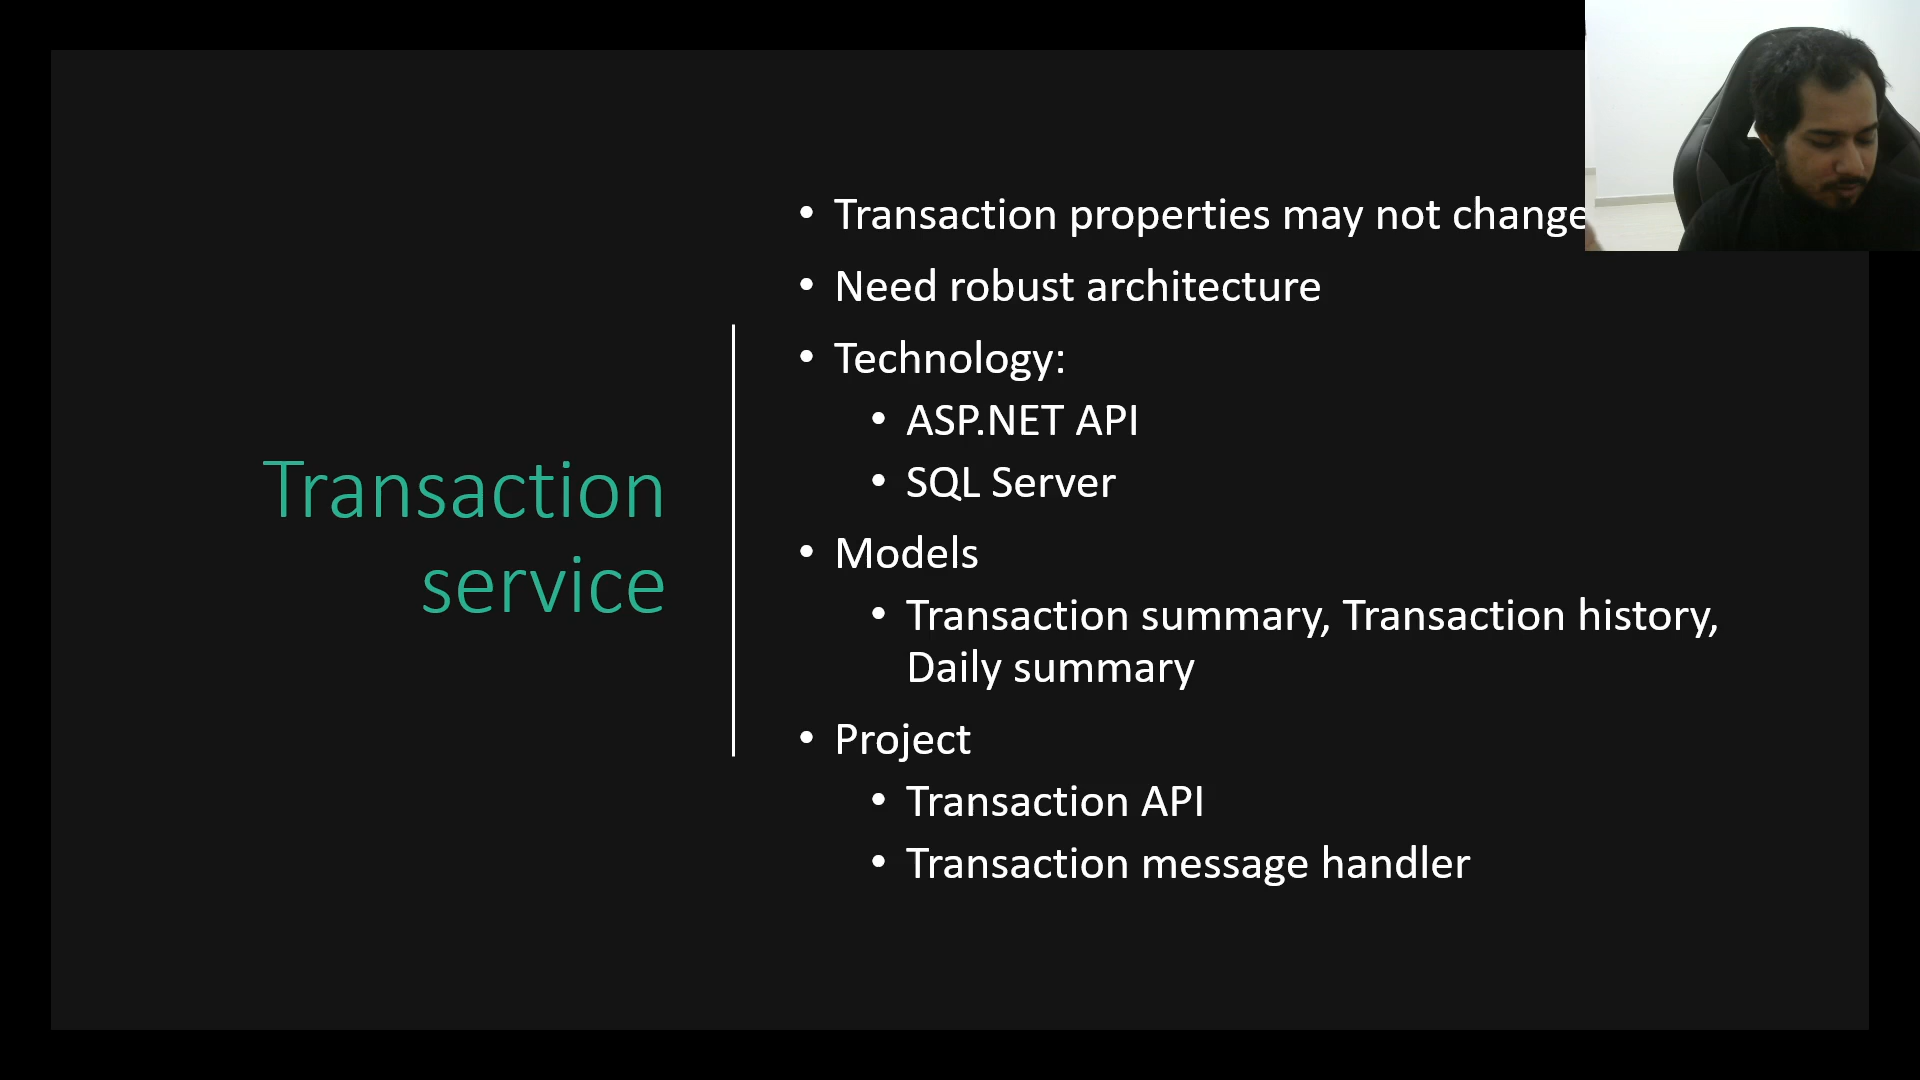 Transaction
service
• Transaction properties may not change
• Need robust architecture
• Technology:
• ASP.NET API
• SQL Server
• Models
• Transaction summary, Transaction history,
Daily summary
• Project
• Transaction API
• Transaction message handler